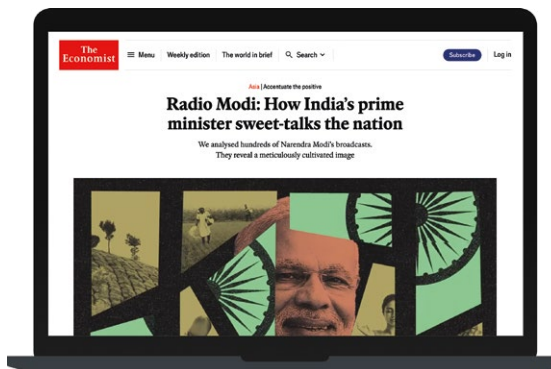 The
Economist
Menu
Weekly edition
The world in brief
Search
Subscribe
Log in
Asia | Accentuate the positive
Radio Modi: How India's prime
minister sweet-talks the nation
We analysed hundreds of Narendra Modi's broadcasts.
They reveal a meticulously cultivated image